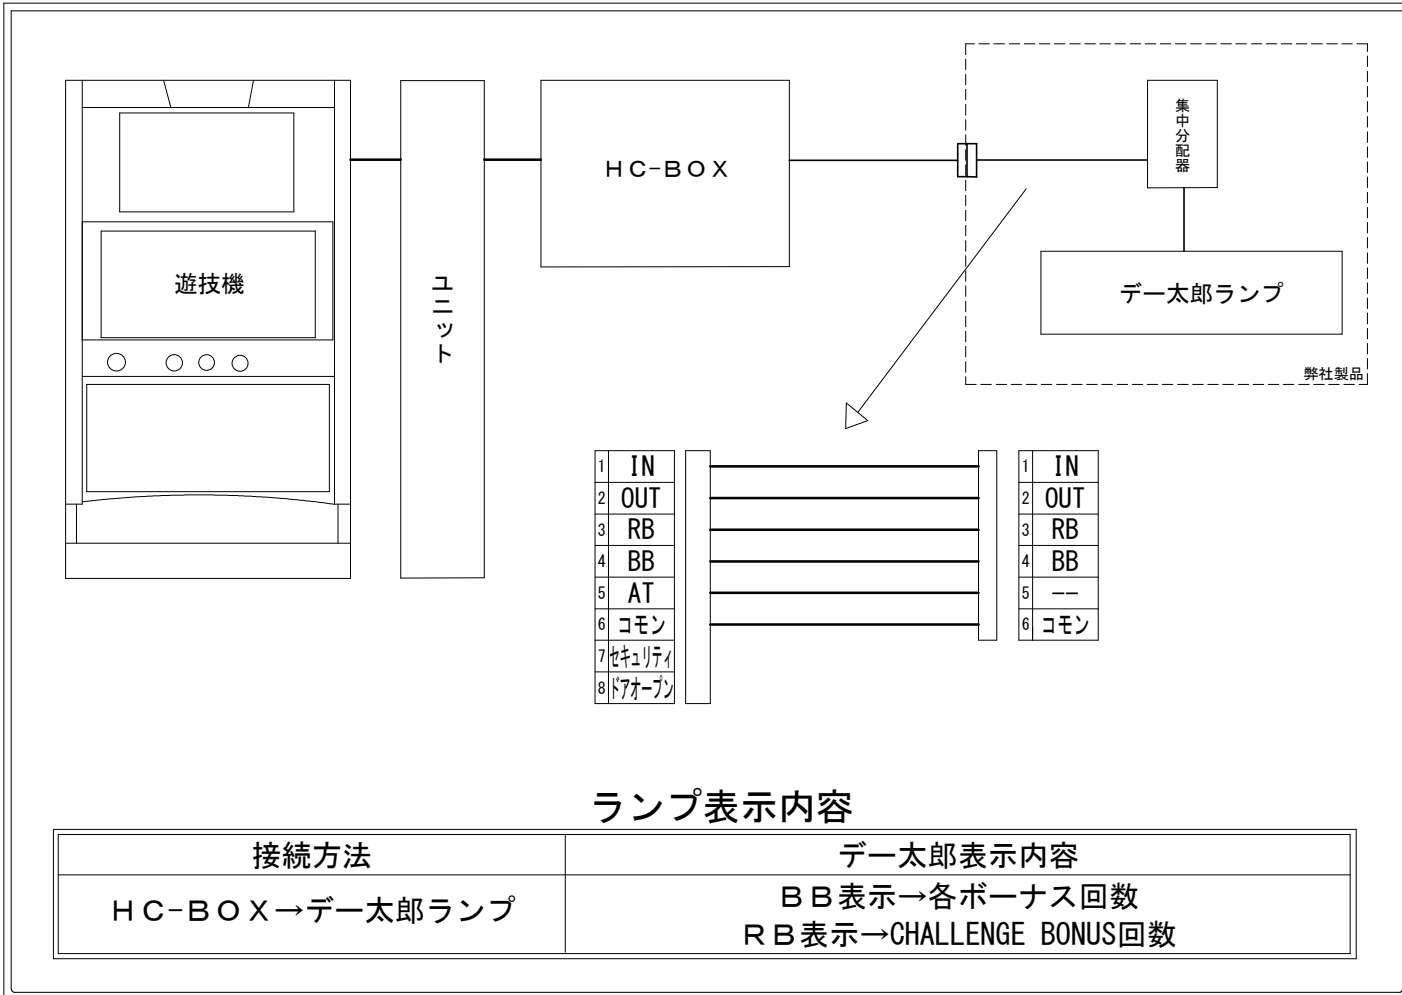 集中分配器
HC-BOX
遊技機
ユニット
デー太郎ランプ
弊社製品
1 IN
2 OUT
3 RB
4 BB
5 AT
6 コモン
7 セキュリティ
8 ドアオープン
1 IN
2 OUT
3 RB
4 BB
5 --
6 コモン
ランプ表示内容
接続方法 デー太郎表示内容
HC-BOX→デー太郎ランプ
BB表示→各ボーナス回数
RB表示→CHALLENGE BONUS回数